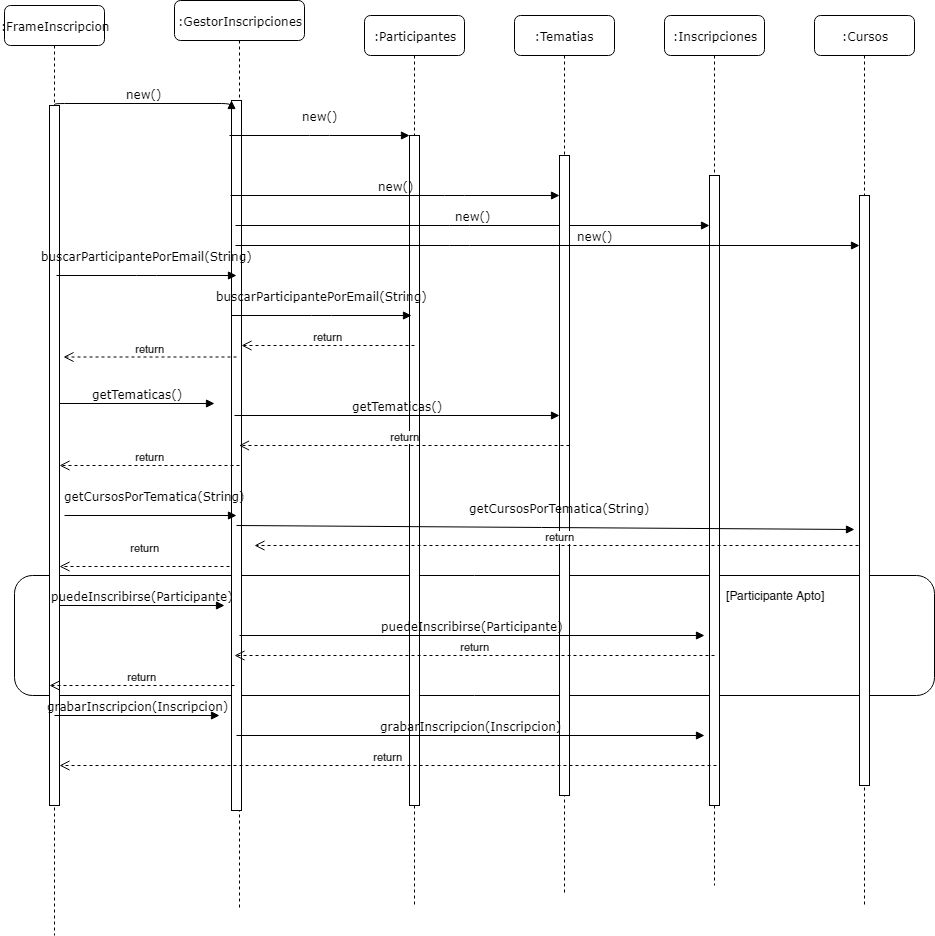 :FrameInscripcion
:GestorInscripciones
:Participantes
:Tematias
:Inscripciones
:Cursos
new()
new()
new()
new()
new()
buscarParticipantePorEmail(String)
buscarParticipantePorEmail(String)
return
return
getTematicas()
getTematicas()
return
return
getCursosPorTematica(String)
getCursosPorTematica(String)
return
return
puedeInscribirse(Participante)
[Participante Apto]
puedeInscribirse(Participante)
return
return
grabarInscripcion(Inscripcion)
grabarInscripcion(Inscripcion)
return